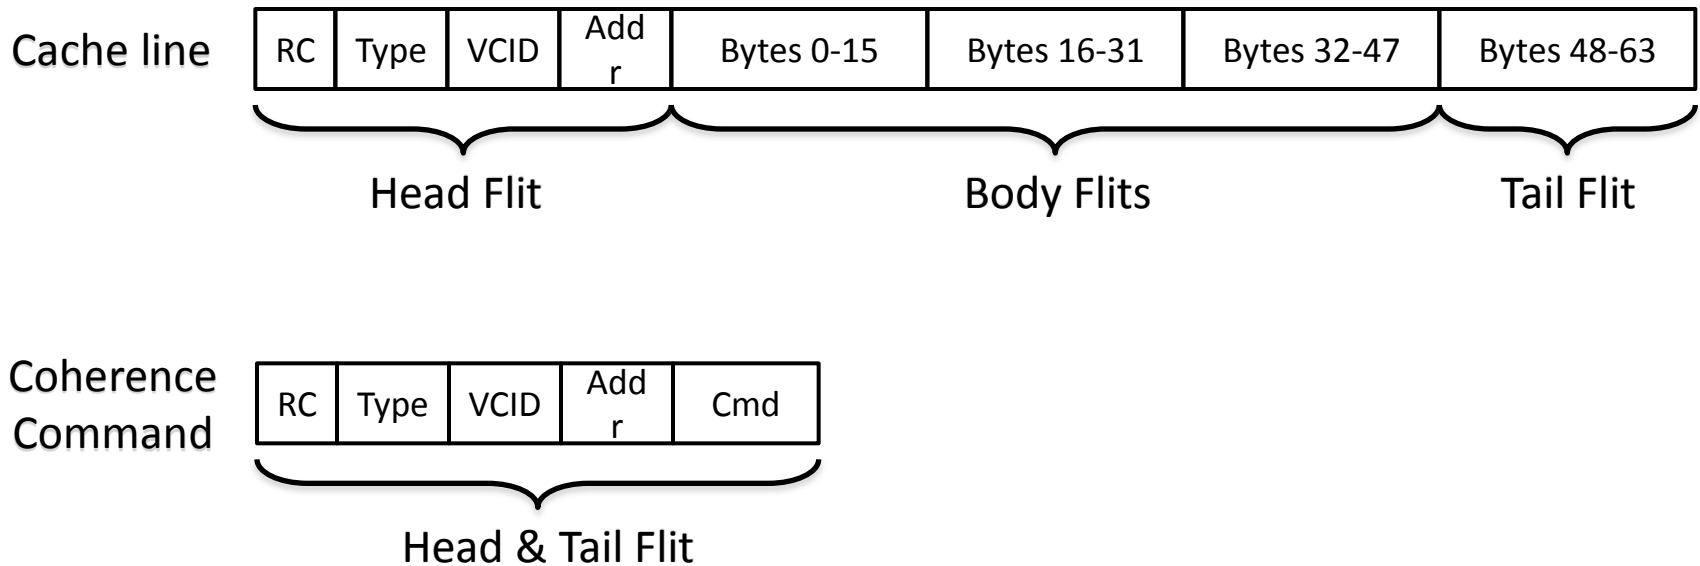 Cache line
RC Type VCID Add
r Bytes 0-15 Bytes 16-31 Bytes 32-47 Bytes 48-63
Head Flit Body Flits Tail Flit
Coherence
Command
RC Type VCID Add
r Cmd
Head & Tail Flit